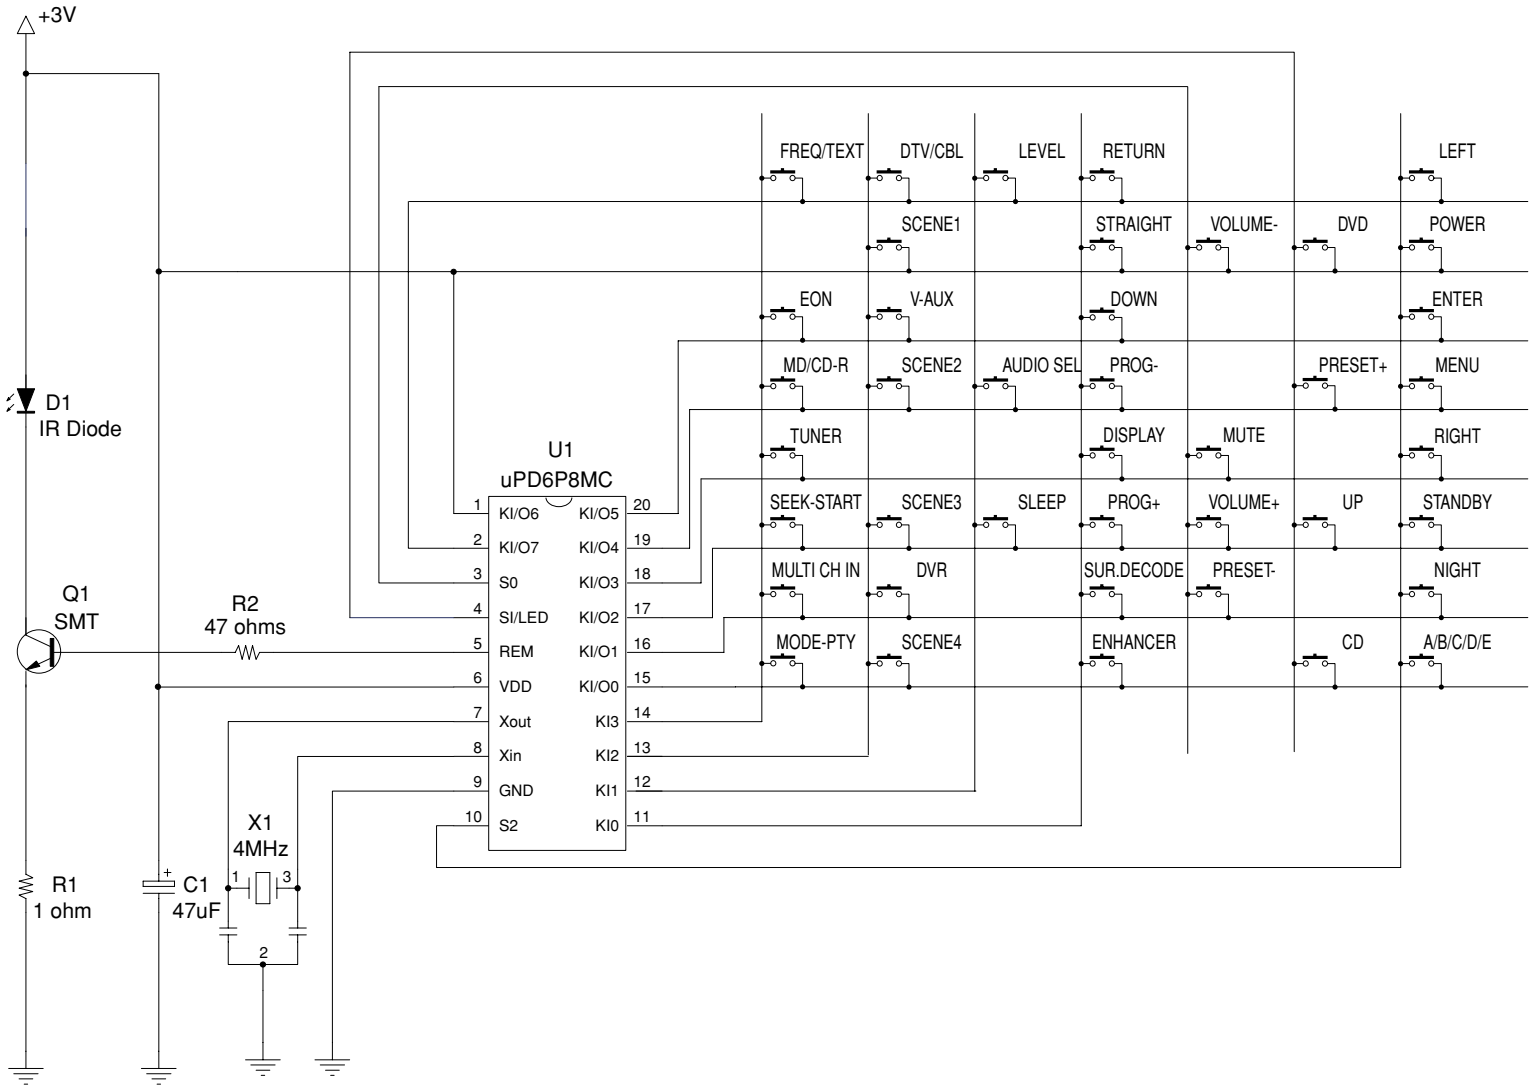 +3V
FREQ/TEXT DTV/CBL LEVEL RETURN LEFT
SCENE1 STRAIGHT VOLUME- DVD POWER
EON V-AUX DOWN ENTER
MD/CD-R SCENE2 AUDIO SEL PROG- PRESET+ MENU
D1
IR Diode
TUNER DISPLAY MUTE RIGHT
U1
uPD6P8MC
SEEK-START SCENE3 SLEEP PROG+ VOLUME+ UP STANDBY
1 KI/O6 KI/O5 20
2 KI/O7 KI/O4 19
MULTI CH IN DVR SUR.DECODE PRESET- NIGHT
3 S0 KI/O3 18
Q1
SMT
R2
47 ohms
4 SI/LED KI/O2 17
MODE-PTY SCENE4 ENHANCER CD A/B/C/D/E
5 REM KI/O1 16
6 VDD KI/O0 15
7 Xout KI3 14
8 Xin KI2 13
9 GND KI1 12
10 S2 KI0 11
X1
4MHz
1 3
2
R1
1 ohm
+
C1
47uF